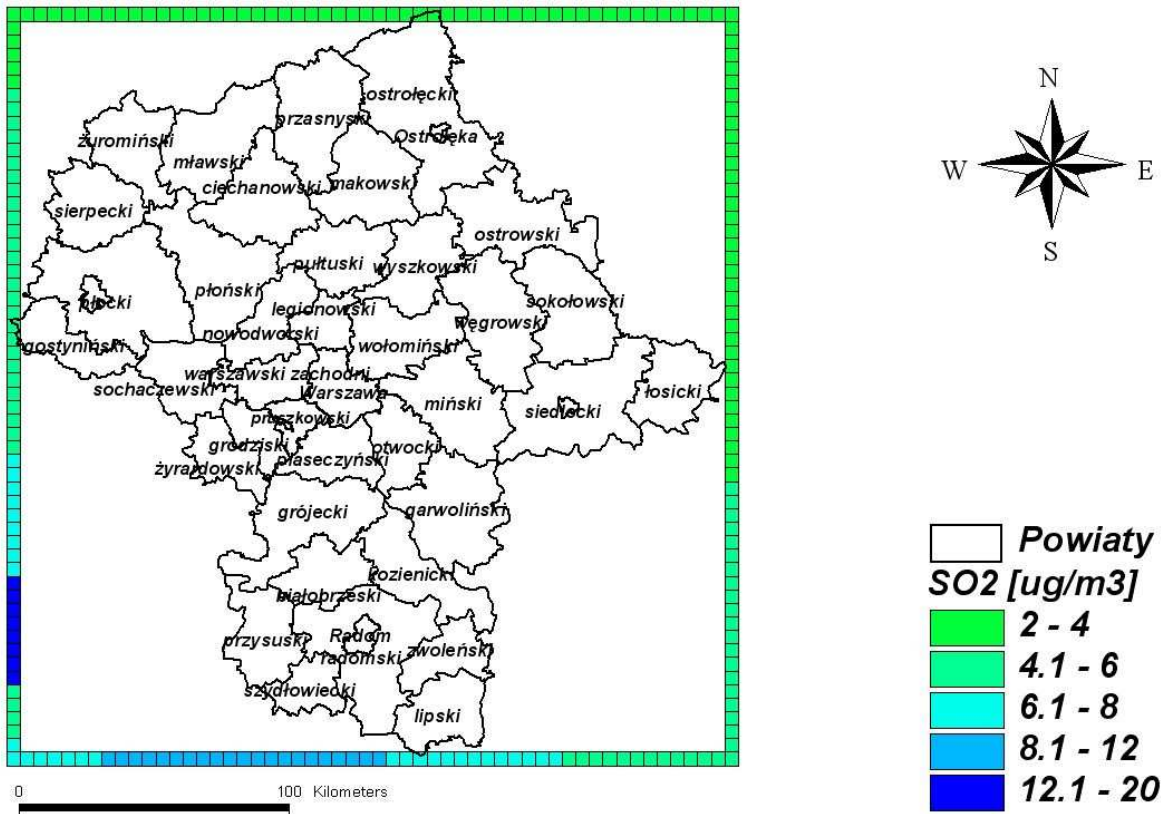 N
W
E
S
ostrołęcki
przasnyski
Ostrołęka
żuromiński
mławski
ciechanowski
makowski
sierpecki
ostrowski
pułtuski
wyszkowski
płoński
płocki
sokołowski
legionowski
węgrowski
nowodworski
gostyniński
wołomiński
warszawski zachodni
sochaczewski
Warszawa
łosicki
miński
siedlecki
pruszkowski
grodziski
otwocki
piaseczyński
żyrardowski
grójecki
garwoliński
kozienicki
białobrzeski
przysuski
Radom
radomski
zwoleński
szydłowiecki
lipski
Powiaty
SO2 [ug/m3]
2 - 4
4.1 - 6
6.1 - 8
8.1 - 12
12.1 - 20
0 100 Kilometers